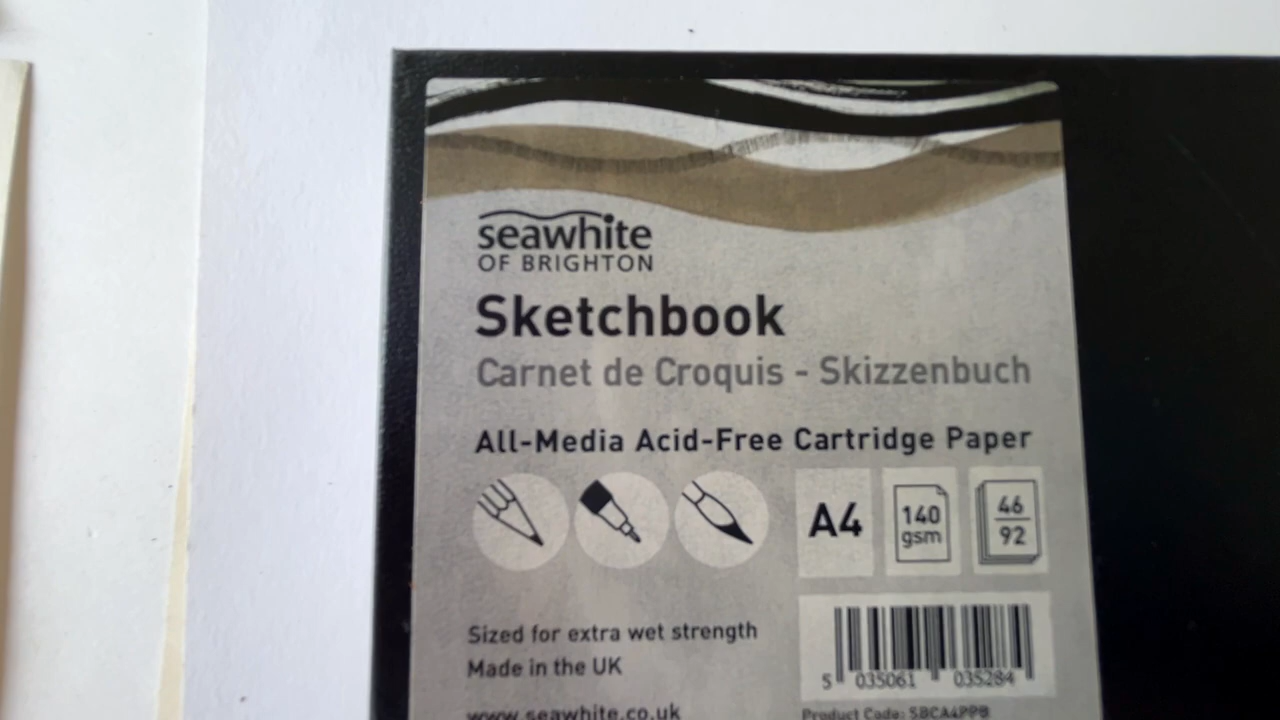 seawhite
OF BRIGHTON
Sketchbook
Carnet de Croquis - Skizzenbuch
All-Media Acid-Free Cartridge Paper
A4
140
gsm
46
92
Sized for extra wet strength
Made in the UK
5 035061 035284
www.seawhite.co.uk
Product Code: SBCA4PPB